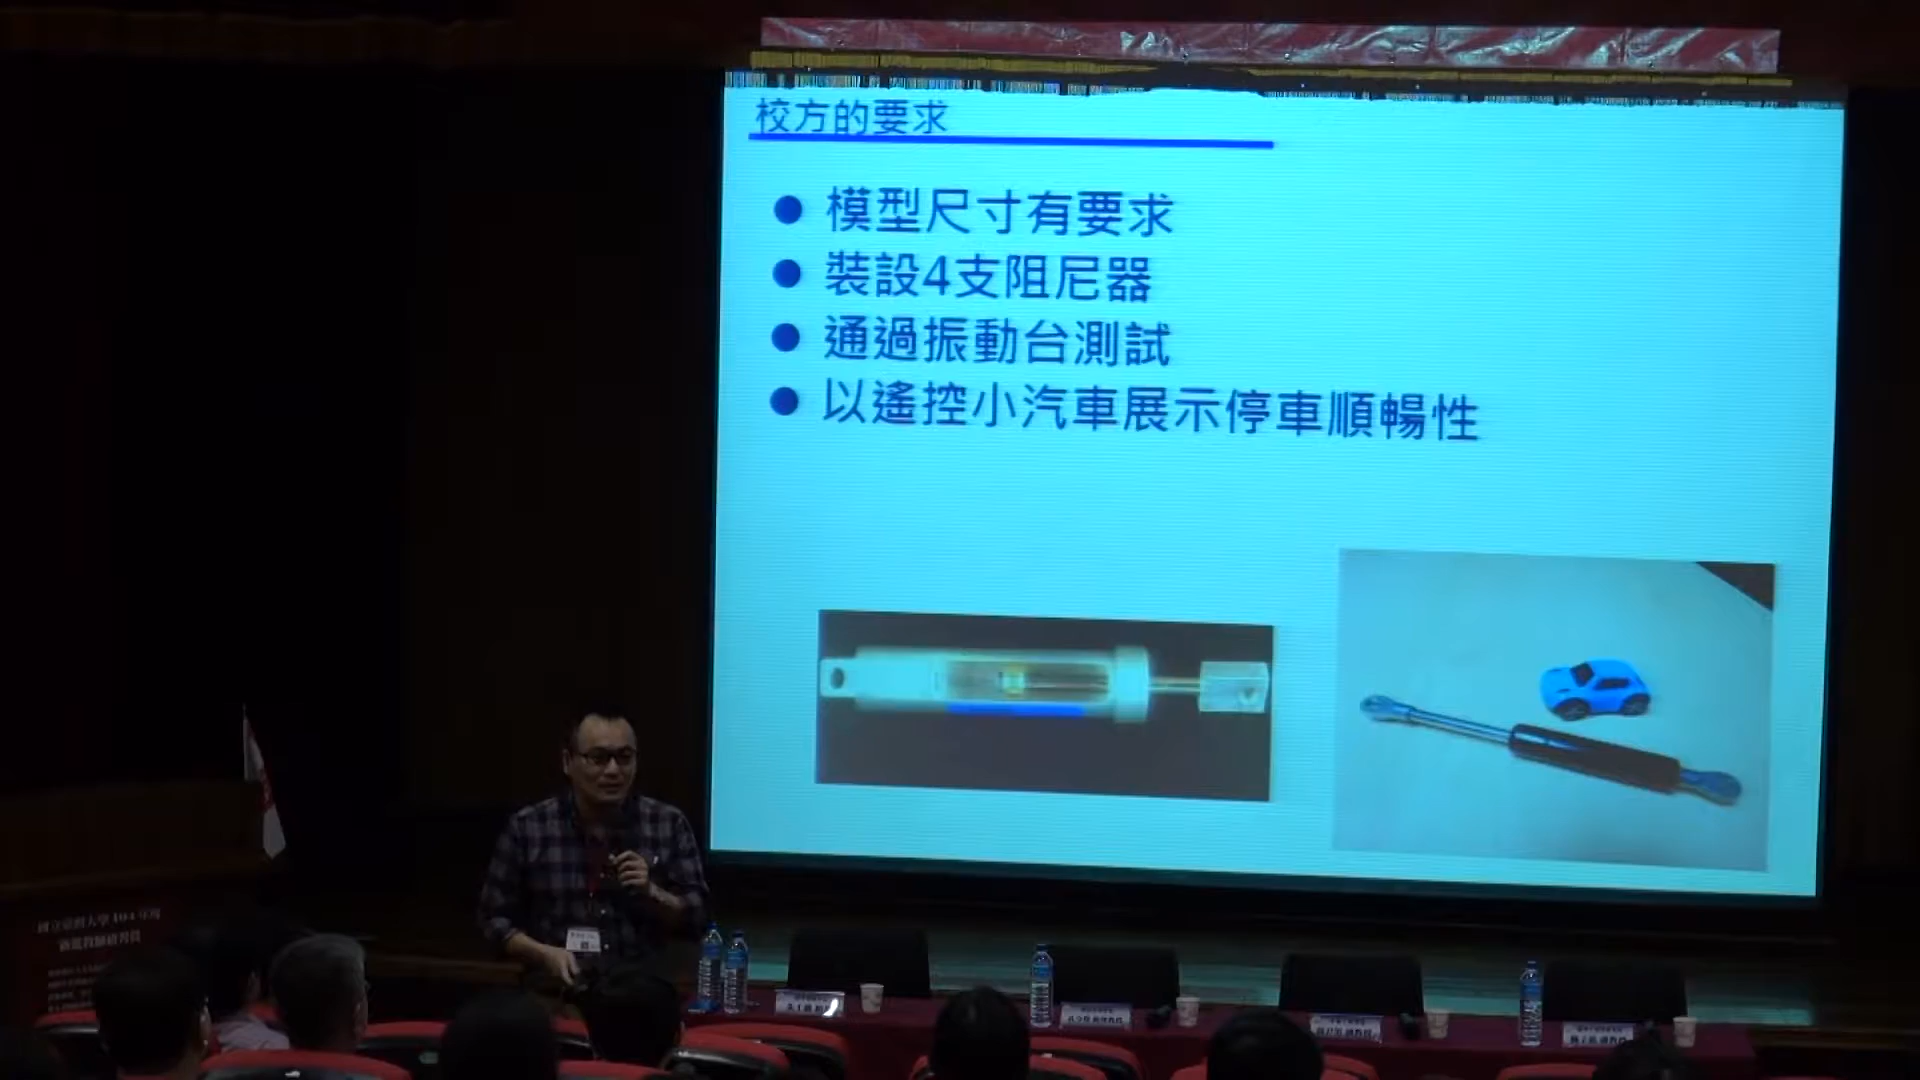 校方的要求
模型尺寸有要求
裝設4支阻尼器
通過振動台測試
以遙控小汽車展示停車順暢性